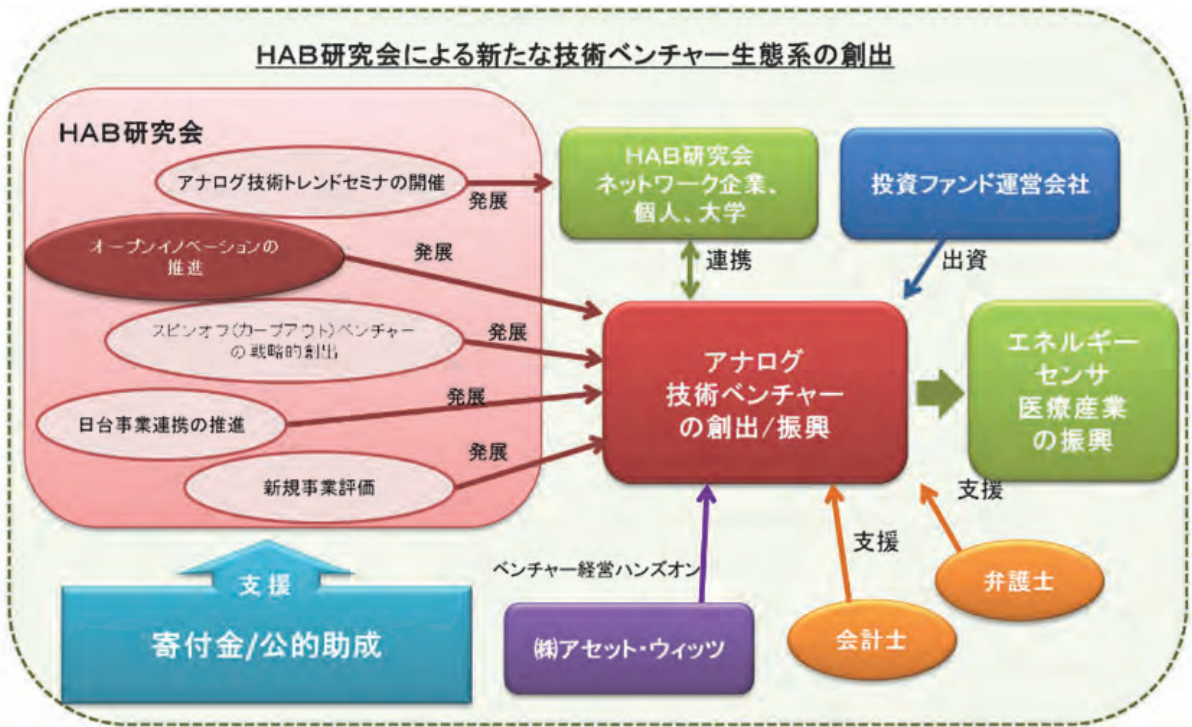 HAB研究会による新たな技術ベンチャー生態系の創出
HAB研究会
アナログ技術トレンドセミナの開催
発展
オープンイノベーションの
推進
発展
スピンオフ(カーブアウト)ベンチャー
の戦略的創出
発展
日台事業連携の推進
発展
新規事業評価
発展
HAB研究会
ネットワーク企業、
個人、大学
連携
投資ファンド運営会社
出資
アナログ
技術ベンチャー
の創出/振興
エネルギー
センサ
医療産業
の振興
支援
寄付金/公的助成
ベンチャー経営ハンズオン
㈱アセット・ウィッツ
支援
会計士
支援
弁護士